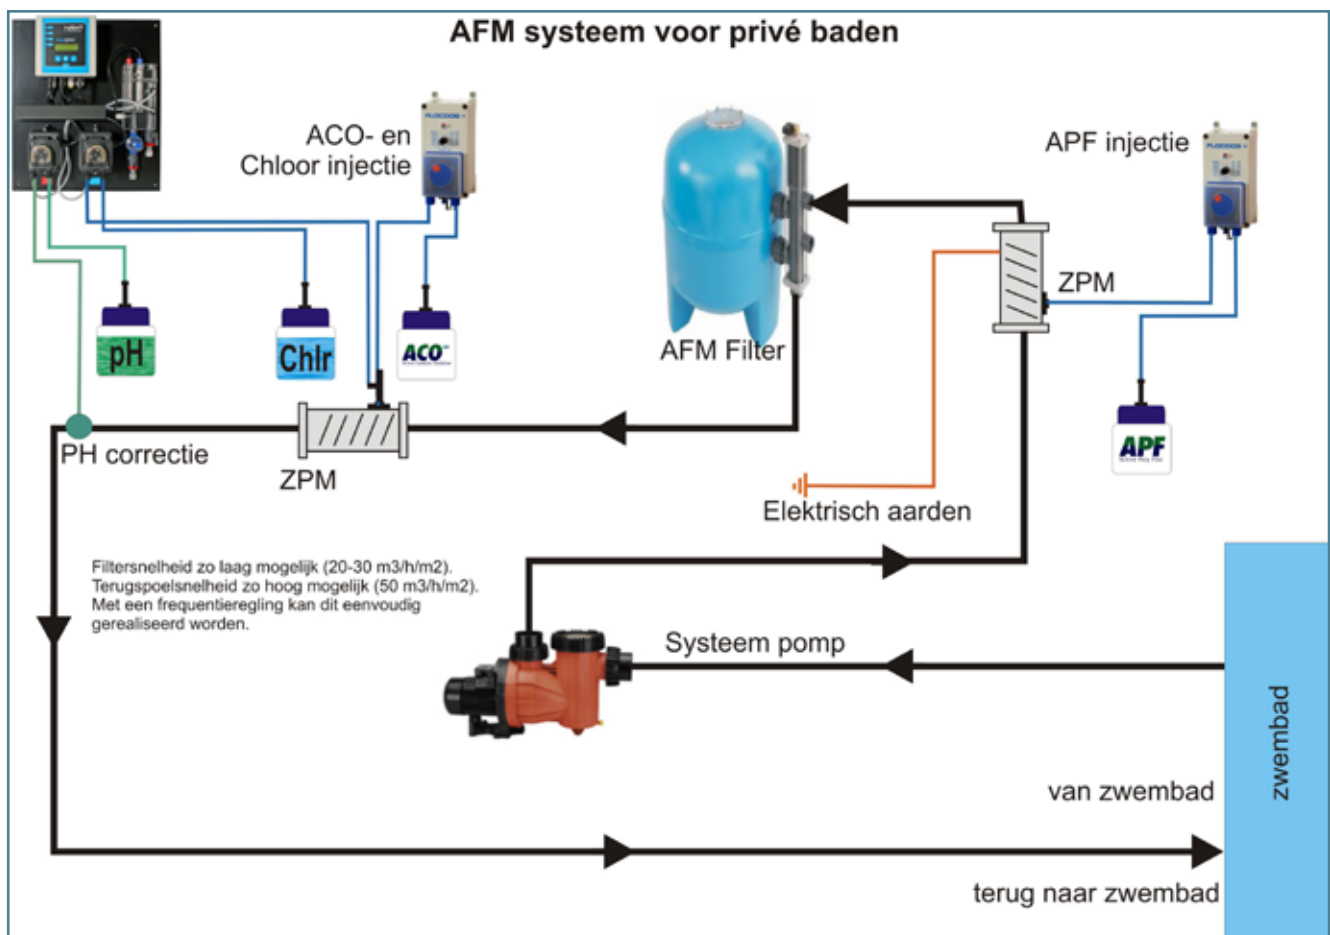 AFM systeem voor privé baden
ACO- en
Chloor injectie
FLOCODOS
APF injectie
FLOCODOS
ZPM
AFM Filter
pH
Chlr
ACO
APF
PH correctie
ZPM
Elektrisch aarden
Filtersnelheid zo laag mogelijk (20-30 m3/h/m2).
Terugspoelsnelheid zo hoog mogelijk (50 m3/h/m2).
Met een frequentieregling kan dit eenvoudig
gerealiseerd worden.
Systeem pomp
zwembad
van zwembad
terug naar zwembad